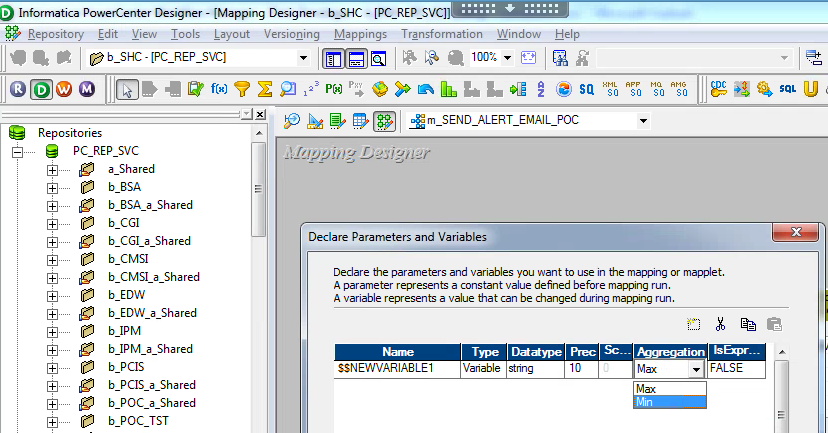 Informatica PowerCenter Designer - [Mapping Designer - b_SHC - [PC_REP_SVC]]
Repository Edit View Tools Layout Versioning Mappings Transformation Window Help
b_SHC - [PC_REP_SVC]
100%
R D W M
f(x)
1 2 3
P(x)
A Z
SQ
XML SQ
APP SQ
MQ SQ
AMG SQ
CDC
SQL
U
m_SEND_ALERT_EMAIL_POC
Repositories
PC_REP_SVC
a_Shared
b_BSA
b_BSA_a_Shared
b_CGI
b_CGI_a_Shared
b_CMSI
b_CMSI_a_Shared
b_EDW
b_EDW_a_Shared
b_IPM
b_IPM_a_Shared
b_PCIS
b_PCIS_a_Shared
b_POC_a_Shared
b_POC_TST
Mapping Designer
Declare Parameters and Variables
Declare the parameters and variables you want to use in the mapping or mapplet.
A parameter represents a constant value defined before mapping run.
A variable represents a value that can be changed during mapping run.
Name Type Datatype Prec Sc... Aggregation IsExpr...
$$NEWVARIABLE1 Variable string 10 0 Max FALSE
Max
Min